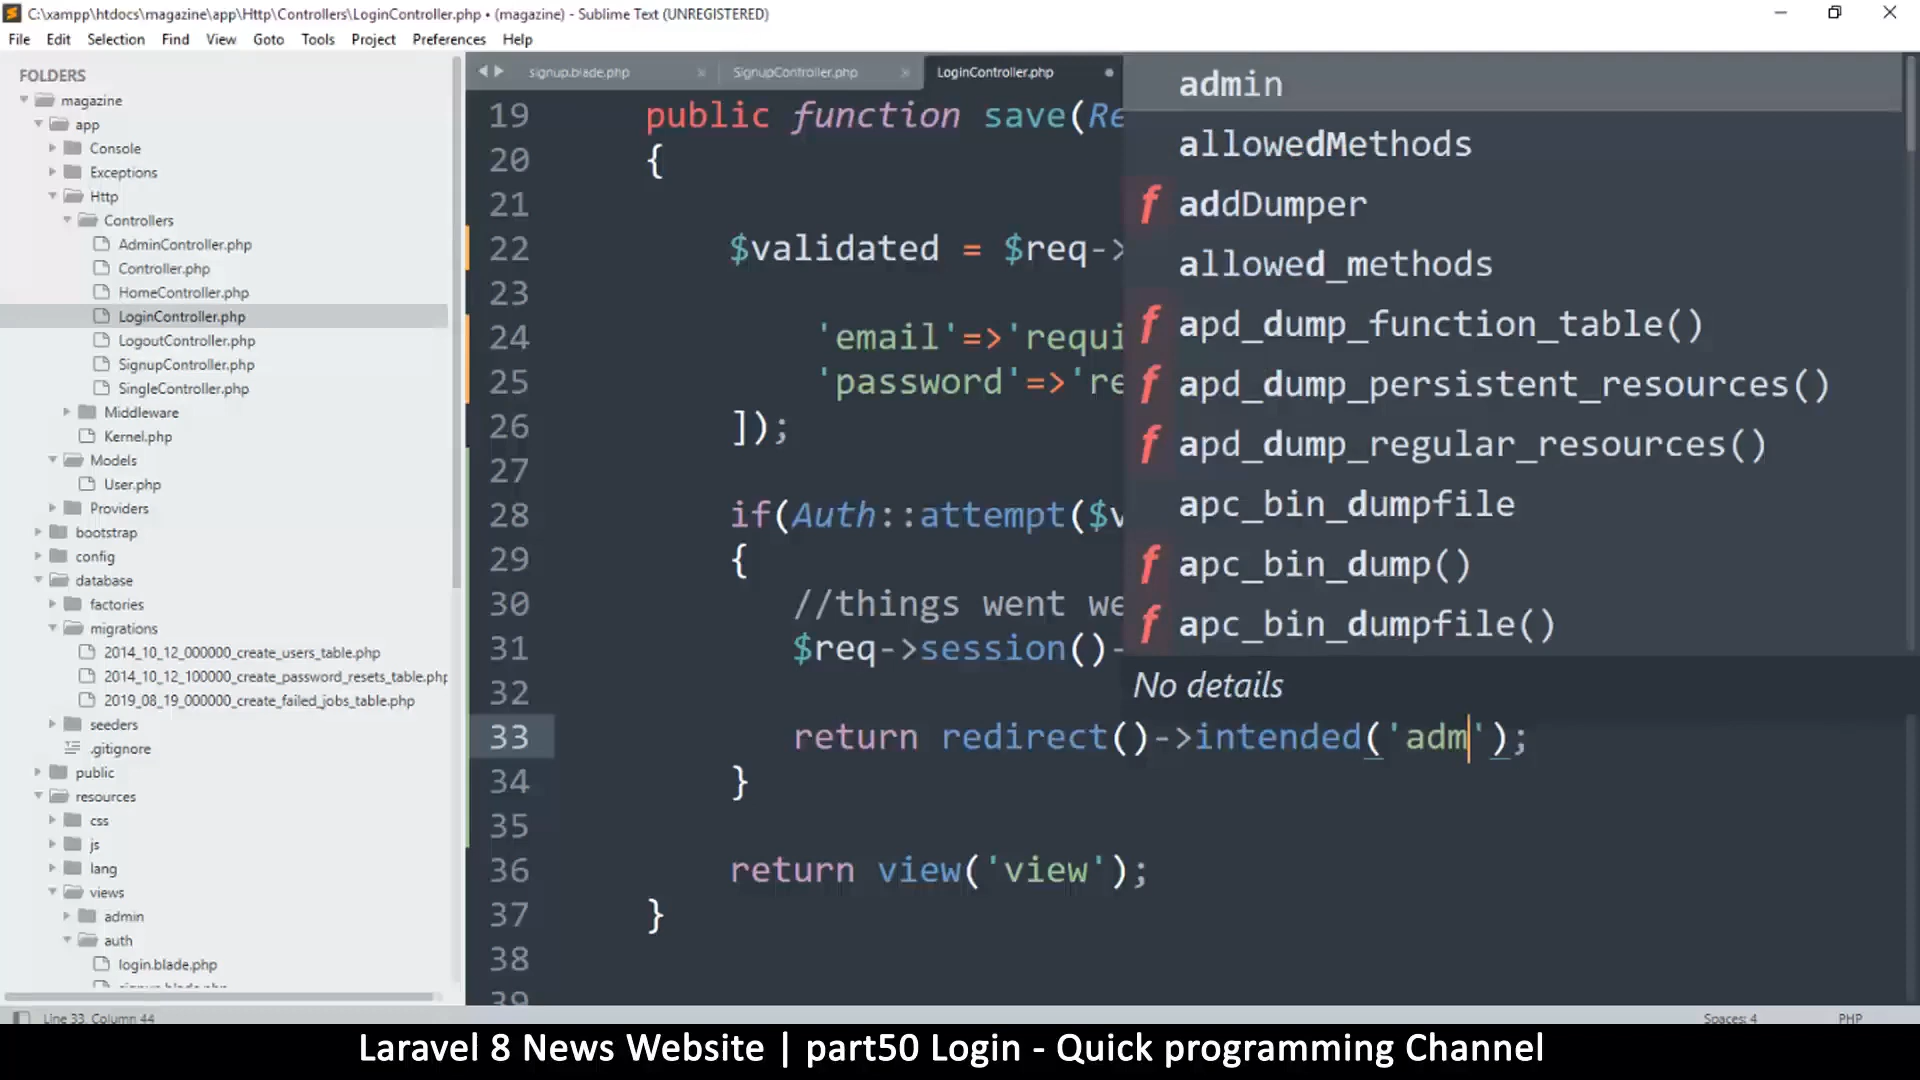 C:\xampp\htdocs\magazine\app\Http\Controllers\LoginController.php • (magazine) - Sublime Text (UNREGISTERED)
File Edit Selection Find View Goto Tools Project Preferences Help
FOLDERS
magazine
app
Console
Exceptions
Http
Controllers
AdminController.php
Controller.php
HomeController.php
LoginController.php
LogoutController.php
SignupController.php
SingleController.php
Middleware
Kernel.php
Models
User.php
Providers
bootstrap
config
database
factories
migrations
2014_10_12_000000_create_users_table.php
2014_10_12_100000_create_password_resets_table.php
2019_08_19_000000_create_failed_jobs_table.php
seeders
.gitignore
public
resources
css
js
lang
views
admin
auth
login.blade.php
signup.blade.php
signup.blade.php SignupController.php LoginController.php
19 public function save(Re
20 {
21
22 $validated = $req->
23
24 'email'=>'requi
25 'password'=>'re
26 ]);
27
28 if(Auth::attempt($v
29 {
30 //things went we
31 $req->session()-
32
33 return redirect()->intended('adm');
34 }
35
36 return view('view');
37 }
38
39
admin
allowedMethods
f addDumper
allowed_methods
f apd_dump_function_table()
f apd_dump_persistent_resources()
f apd_dump_regular_resources()
apc_bin_dumpfile
f apc_bin_dump()
f apc_bin_dumpfile()
No details
Line 33, Column 44 Spaces: 4 PHP
Laravel 8 News Website | part50 Login - Quick programming Channel